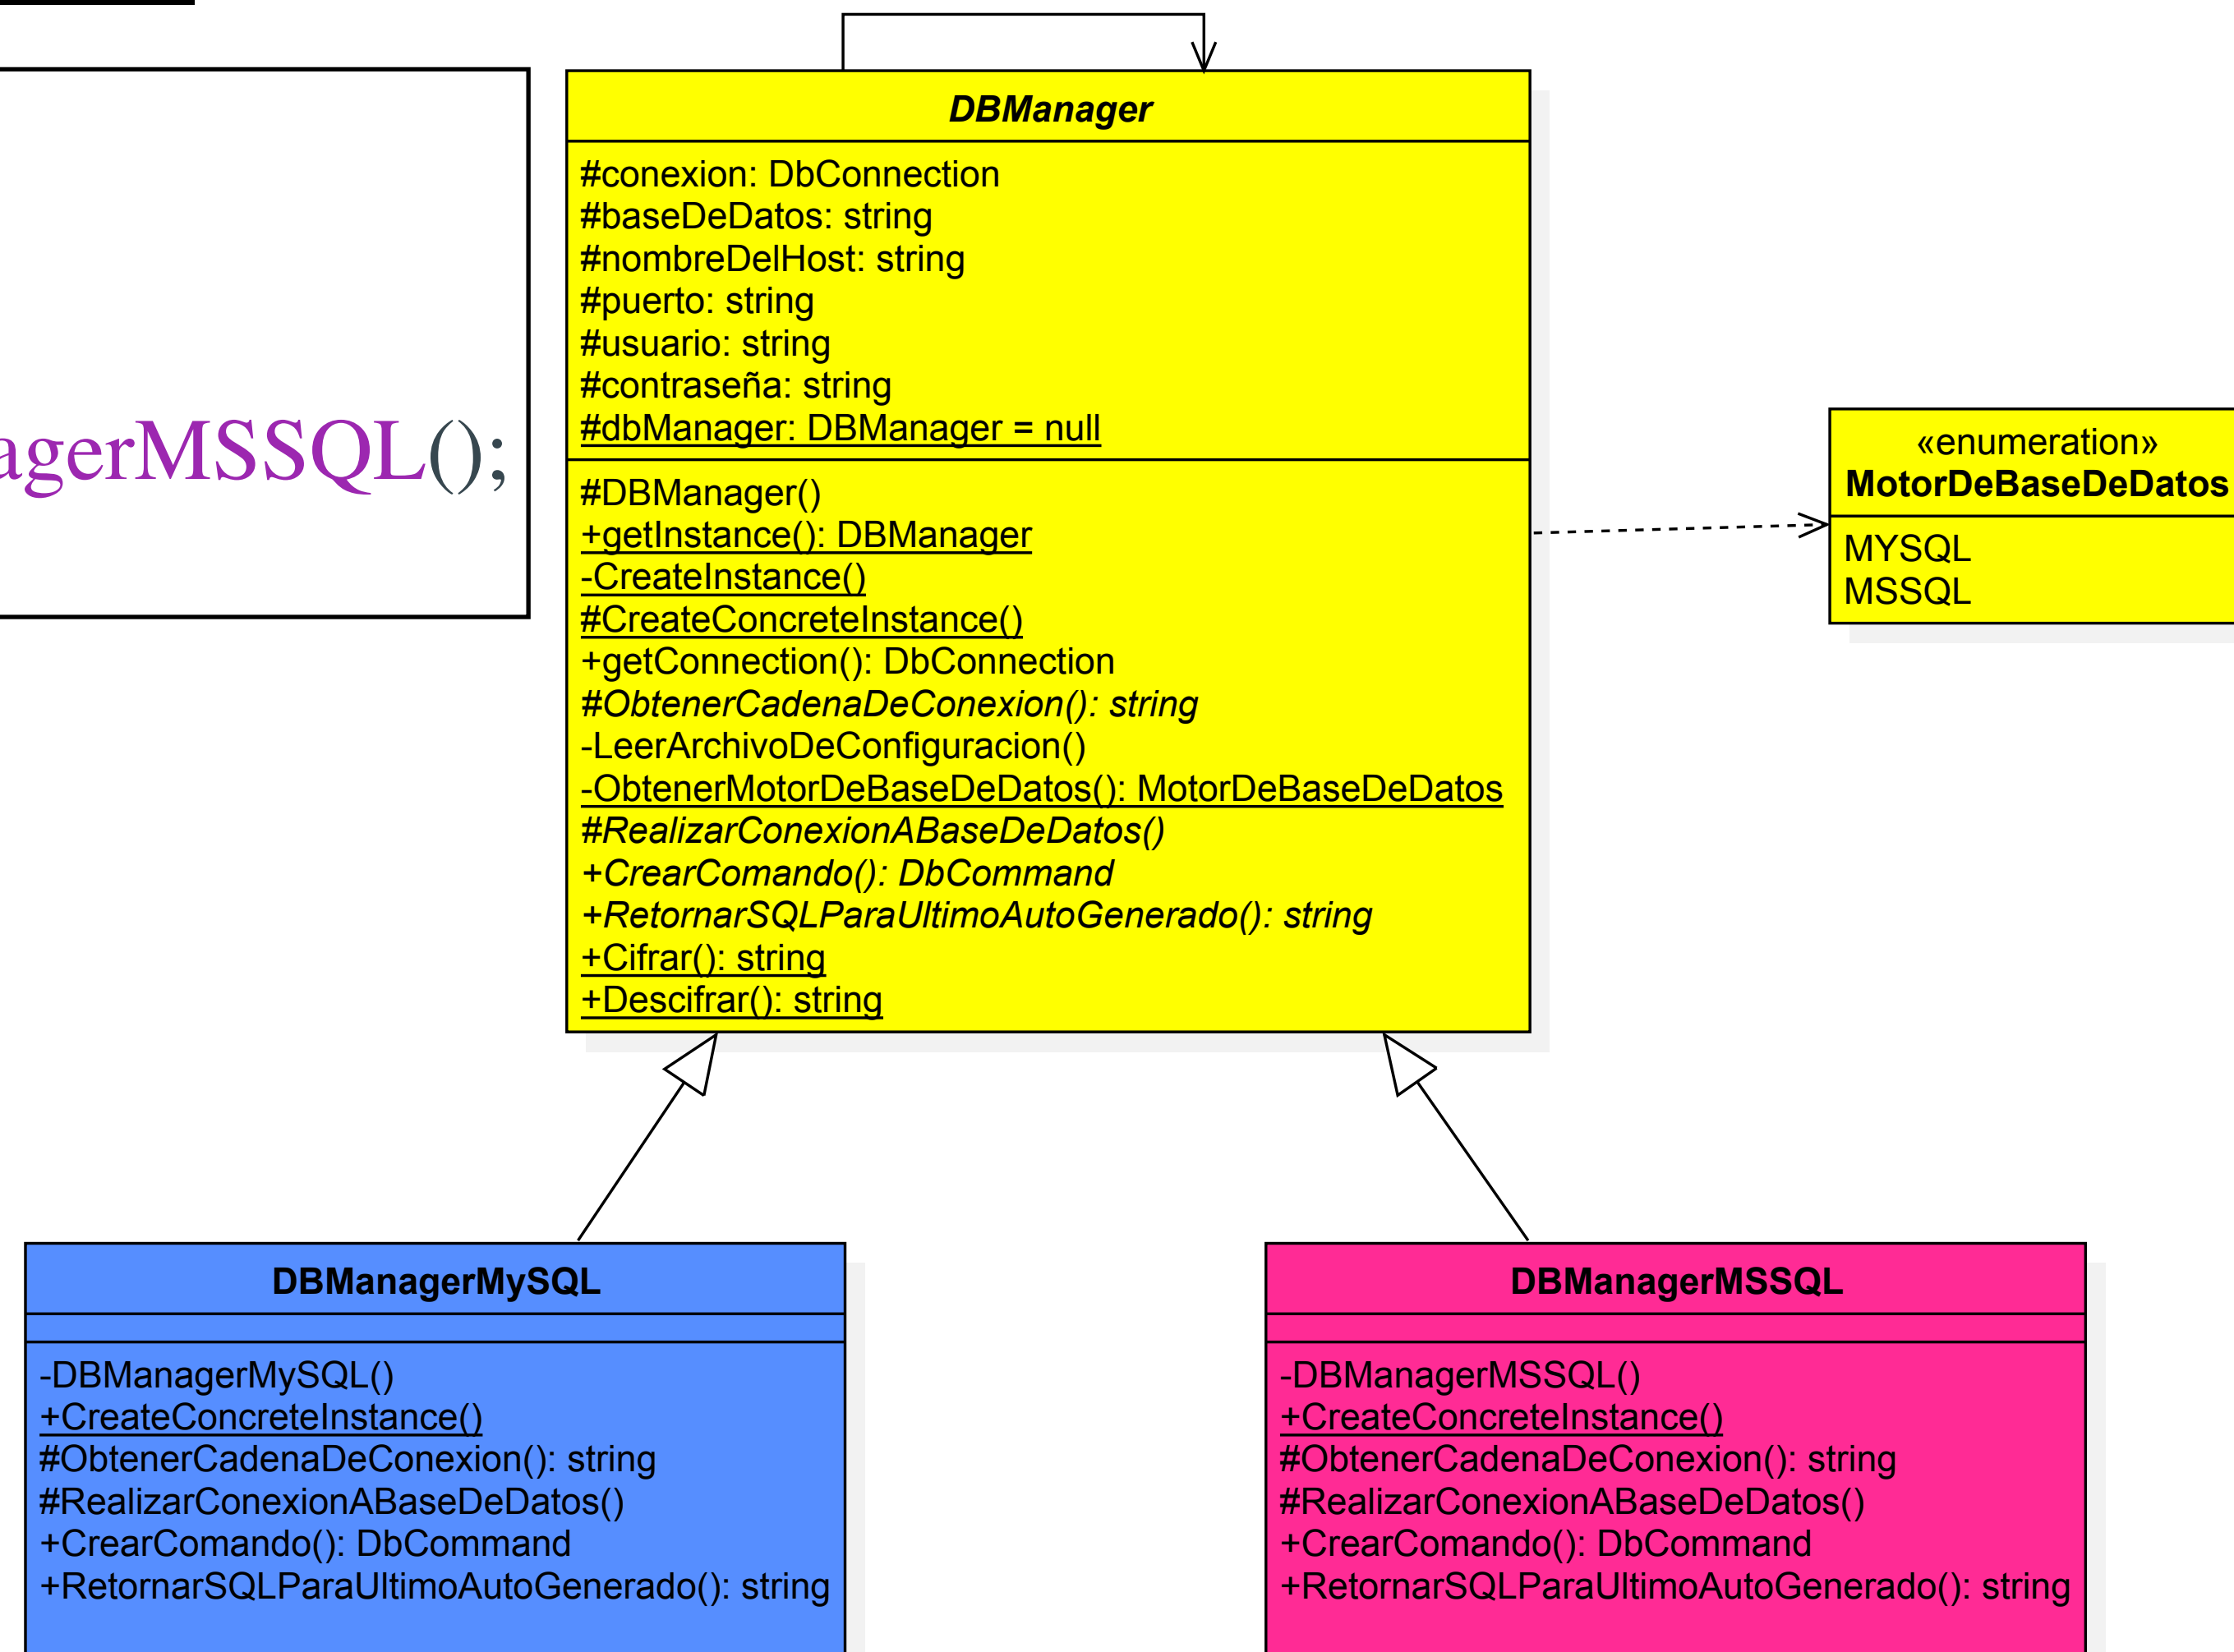 agerMSSQL();
DBManager
#conexion: DbConnection
#baseDeDatos: string
#nombreDelHost: string
#puerto: string
#usuario: string
#contraseña: string
#dbManager: DBManager = null
#DBManager()
+getInstance(): DBManager
-CreateInstance()
#CreateConcreteInstance()
+getConnection(): DbConnection
#ObtenerCadenaDeConexion(): string
-LeerArchivoDeConfiguracion()
-ObtenerMotorDeBaseDeDatos(): MotorDeBaseDeDatos
#RealizarConexionABaseDeDatos()
+CrearComando(): DbCommand
+RetornarSQLParaUltimoAutoGenerado(): string
+Cifrar(): string
+Descifrar(): string
«enumeration»
MotorDeBaseDeDatos
MYSQL
MSSQL
DBManagerMySQL
-DBManagerMySQL()
+CreateConcreteInstance()
#ObtenerCadenaDeConexion(): string
#RealizarConexionABaseDeDatos()
+CrearComando(): DbCommand
+RetornarSQLParaUltimoAutoGenerado(): string
DBManagerMSSQL
-DBManagerMSSQL()
+CreateConcreteInstance()
#ObtenerCadenaDeConexion(): string
#RealizarConexionABaseDeDatos()
+CrearComando(): DbCommand
+RetornarSQLParaUltimoAutoGenerado(): string